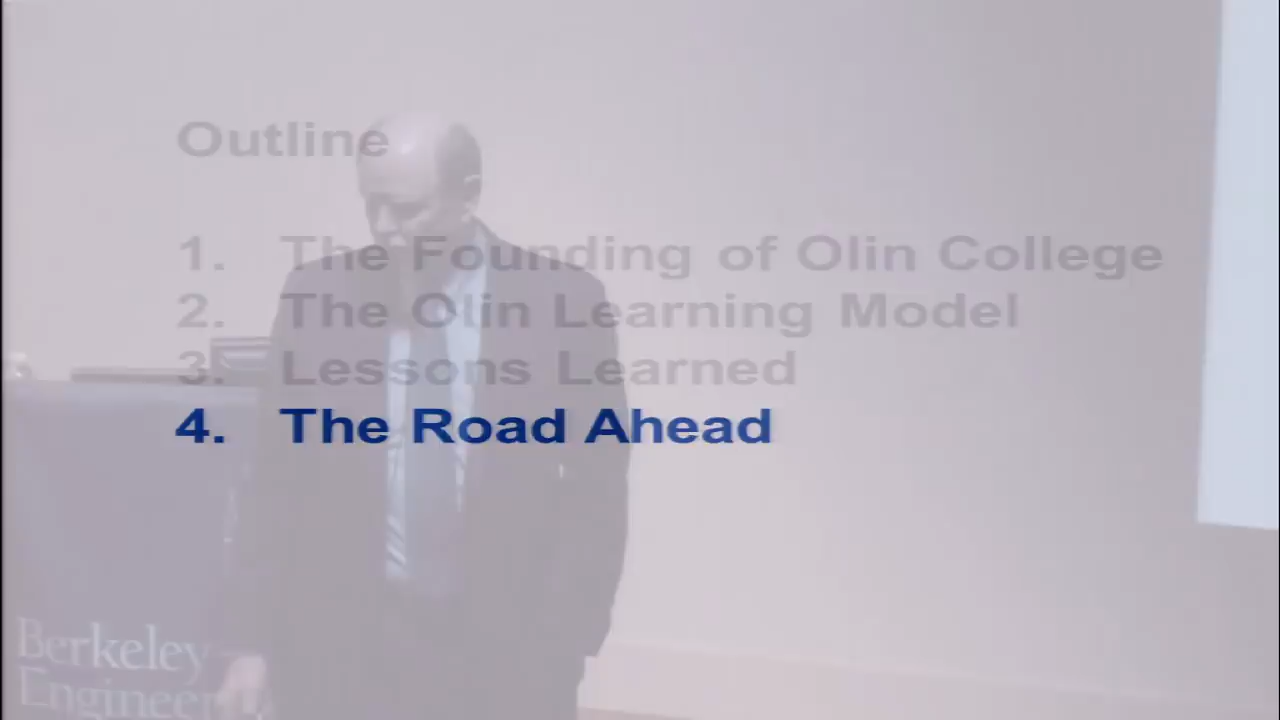 Outline
1. The Founding of Olin College
2. The Olin Learning Model
3. Lessons Learned
4. The Road Ahead
Berkeley